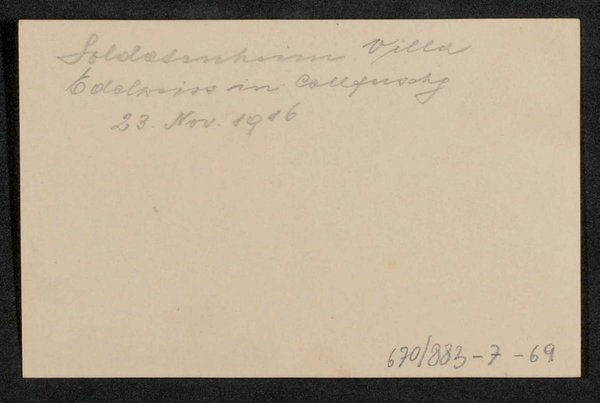 Soldatenheim Villa
Edelweiss in Collfuschg
23. Nov. 1916
670/883-7-69